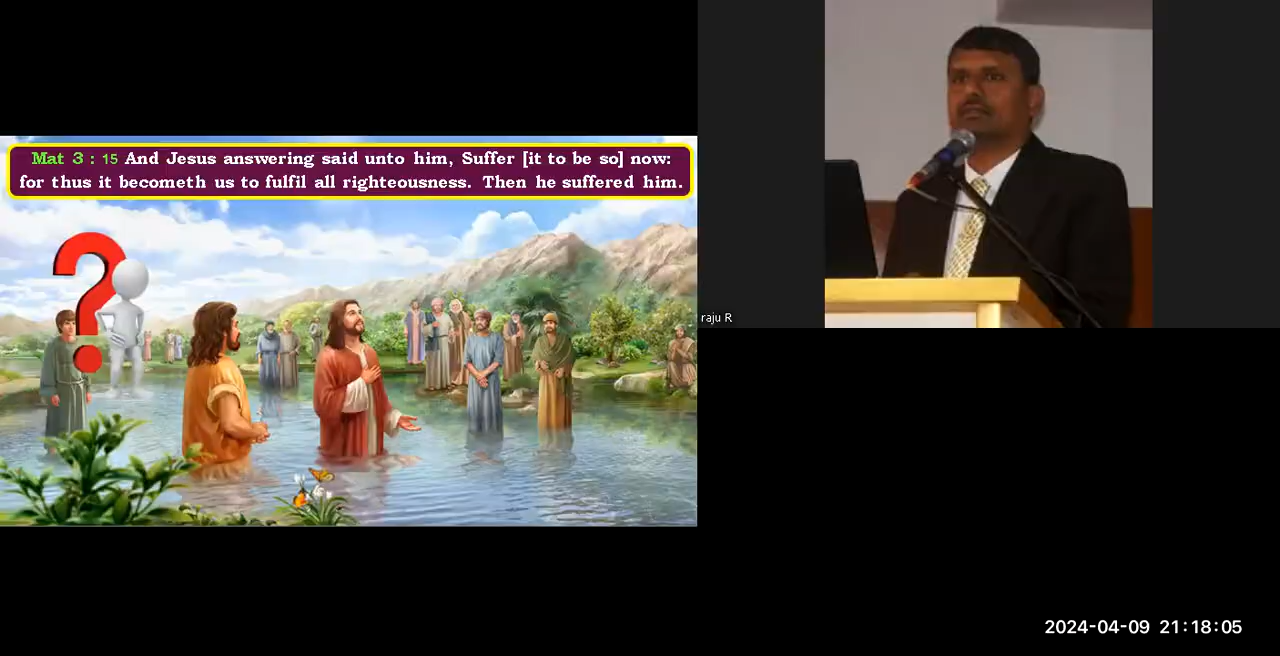 Mat 3 : 15 And Jesus answering said unto him, Suffer [it to be so] now:
for thus it becometh us to fulfil all righteousness. Then he suffered him.
?
raju R
2024-04-09 21:18:05